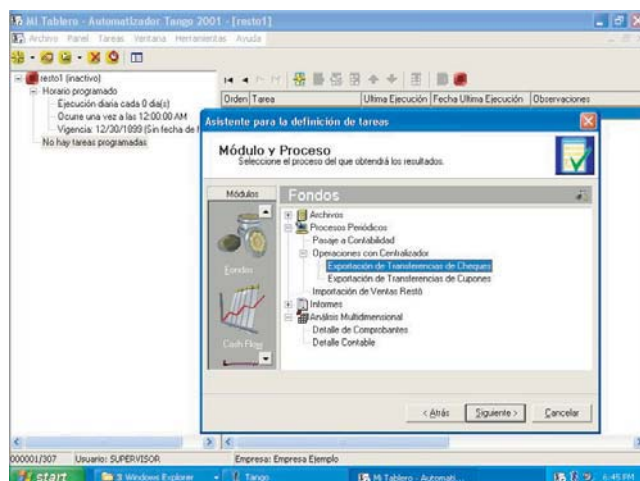 Mi Tablero - Automatizador Tango 2001 - [resto1]
Archivo Panel Tareas Ventana Herramientas Ayuda
resto1 (inactivo)
Horario programado
Ejecución diaria cada 0 dia(s)
Ocurre una vez a las 12:00:00 AM
Vigencia: 12/30/1899 (Sin fecha de f
No hay tareas programadas
Orden Tarea Ultima Ejecución Fecha Ultima Ejecución Observaciones
Asistente para la definición de tareas
Módulo y Proceso
Seleccione el proceso del que obtendrá los resultados.
Módulos
Fondos
Fondos
Cash Flow
Archivos
Procesos Periódicos
Pasaje a Contabilidad
Operaciones con Centralizador
Exportación de Transferencias de Cheques
Exportación de Transferencias de Cupones
Importación de Ventas Restô
Informes
Análisis Multidimensional
Detalle de Comprobantes
Detalle Contable
< Atrás Siguiente > Cancelar
000001/307 Usuario: SUPERVISOR Empresa: Empresa Ejemplo
start 3 Windows Explorer Tango Mi Tablero - Automati... 6:45 PM